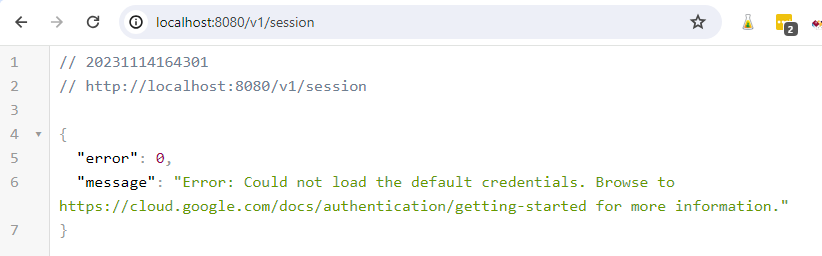 localhost:8080/v1/session
2
1 // 20231114164301
2 // http://localhost:8080/v1/session
3
4 {
5 "error": 0,
6 "message": "Error: Could not load the default credentials. Browse to
https://cloud.google.com/docs/authentication/getting-started for more information."
7 }